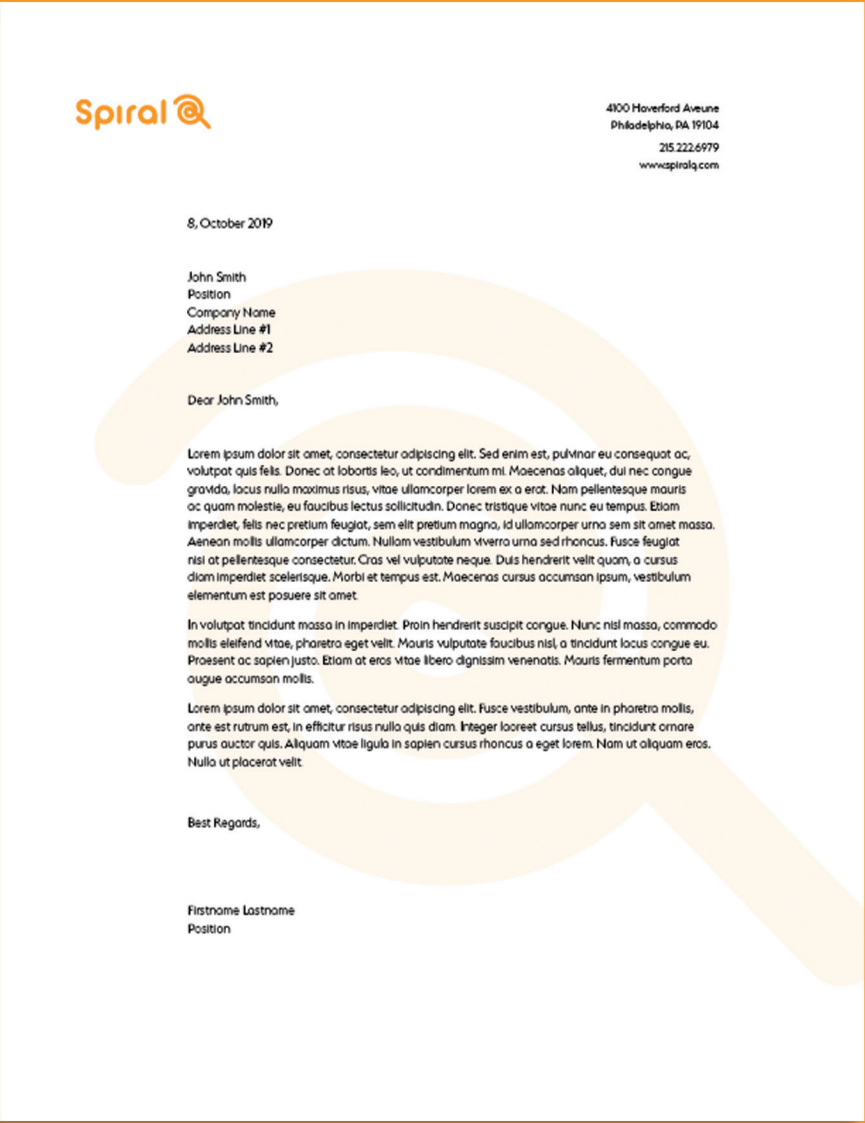 Spiral Q
4100 Haverford Aveune
Philadelphia, PA 19104
215.222.6979
www.spiralq.com
8, October 2019
John Smith
Position
Company Name
Address Line #1
Address Line #2
Dear John Smith,
Lorem ipsum dolor sit amet, consectetur adipiscing elit. Sed enim est, pulvinar eu consequat ac,
volutpat quis felis. Donec at lobortis leo, ut condimentum mi. Maecenas aliquet, dui nec congue
gravida, lacus nulla maximus risus, vitae ullamcorper lorem ex a erat. Nam pellentesque mauris
ac quam molestie, eu faucibus lectus sollicitudin. Donec tristique vitae nunc eu tempus. Etiam
imperdiet, felis nec pretium feugiat, sem elit pretium magna, id ullamcorper urna sem sit amet massa.
Aenean mollis ullamcorper dictum. Nullam vestibulum viverra urna sed rhoncus. Fusce feugiat
nisi at pellentesque consectetur. Cras vel vulputate neque. Duis hendrerit velit quam, a cursus
diam imperdiet scelerisque. Morbi et tempus est. Maecenas cursus accumsan ipsum, vestibulum
elementum est posuere sit amet.
In volutpat tincidunt massa in imperdiet. Proin hendrerit suscipit congue. Nunc nisl massa, commodo
mollis eleifend vitae, pharetra eget velit. Mauris vulputate faucibus nisl, a tincidunt lacus congue eu.
Praesent ac sapien justo. Etiam at eros vitae libero dignissim venenatis. Mauris fermentum porta
augue accumsan mollis.
Lorem ipsum dolor sit amet, consectetur adipiscing elit. Fusce vestibulum, ante in pharetra mollis,
ante est rutrum est, in efficitur risus nulla quis diam. Integer laoreet cursus tellus, tincidunt ornare
purus auctor quis. Aliquam vitae ligula in sapien cursus rhoncus a eget lorem. Nam ut aliquam eros.
Nulla ut placerat velit.
Best Regards,
Firstname Lastname
Position